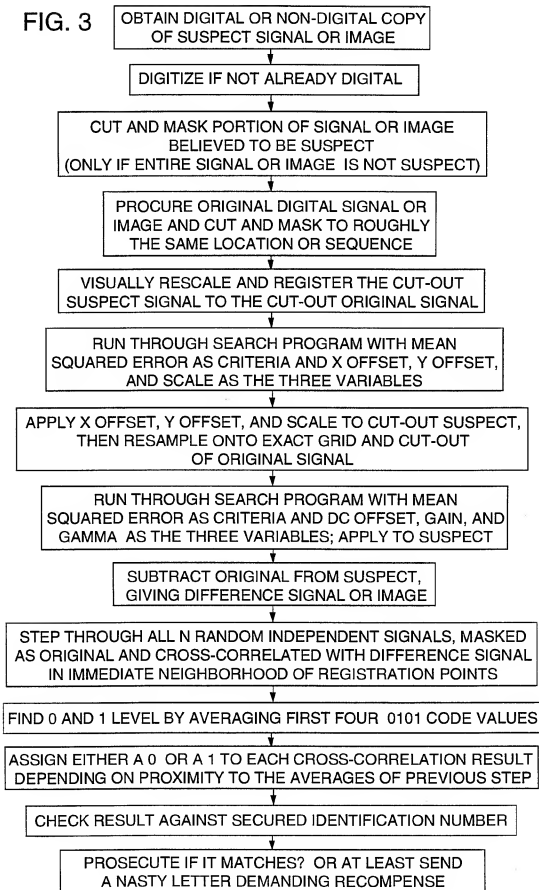 FIG. 3
OBTAIN DIGITAL OR NON-DIGITAL COPY
OF SUSPECT SIGNAL OR IMAGE
DIGITIZE IF NOT ALREADY DIGITAL
CUT AND MASK PORTION OF SIGNAL OR IMAGE
BELIEVED TO BE SUSPECT
(ONLY IF ENTIRE SIGNAL OR IMAGE IS NOT SUSPECT)
PROCURE ORIGINAL DIGITAL SIGNAL OR
IMAGE AND CUT AND MASK TO ROUGHLY
THE SAME LOCATION OR SEQUENCE
VISUALLY RESCALE AND REGISTER THE CUT-OUT
SUSPECT SIGNAL TO THE CUT-OUT ORIGINAL SIGNAL
RUN THROUGH SEARCH PROGRAM WITH MEAN
SQUARED ERROR AS CRITERIA AND X OFFSET, Y OFFSET,
AND SCALE AS THE THREE VARIABLES
APPLY X OFFSET, Y OFFSET, AND SCALE TO CUT-OUT SUSPECT,
THEN RESAMPLE ONTO EXACT GRID AND CUT-OUT
OF ORIGINAL SIGNAL
RUN THROUGH SEARCH PROGRAM WITH MEAN
SQUARED ERROR AS CRITERIA AND DC OFFSET, GAIN, AND
GAMMA AS THE THREE VARIABLES; APPLY TO SUSPECT
SUBTRACT ORIGINAL FROM SUSPECT,
GIVING DIFFERENCE SIGNAL OR IMAGE
STEP THROUGH ALL N RANDOM INDEPENDENT SIGNALS, MASKED
AS ORIGINAL AND CROSS-CORRELATED WITH DIFFERENCE SIGNAL
IN IMMEDIATE NEIGHBORHOOD OF REGISTRATION POINTS
FIND 0 AND 1 LEVEL BY AVERAGING FIRST FOUR 0101 CODE VALUES
ASSIGN EITHER A 0 OR A 1 TO EACH CROSS-CORRELATION RESULT
DEPENDING ON PROXIMITY TO THE AVERAGES OF PREVIOUS STEP
CHECK RESULT AGAINST SECURED IDENTIFICATION NUMBER
PROSECUTE IF IT MATCHES? OR AT LEAST SEND
A NASTY LETTER DEMANDING RECOMPENSE